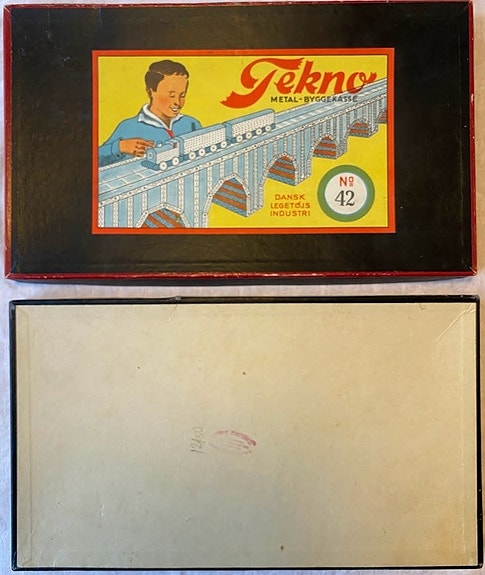 Tekno
METAL-BYGGEKASSE
DANSK
LEGETØJS
INDUSTRI
No
42